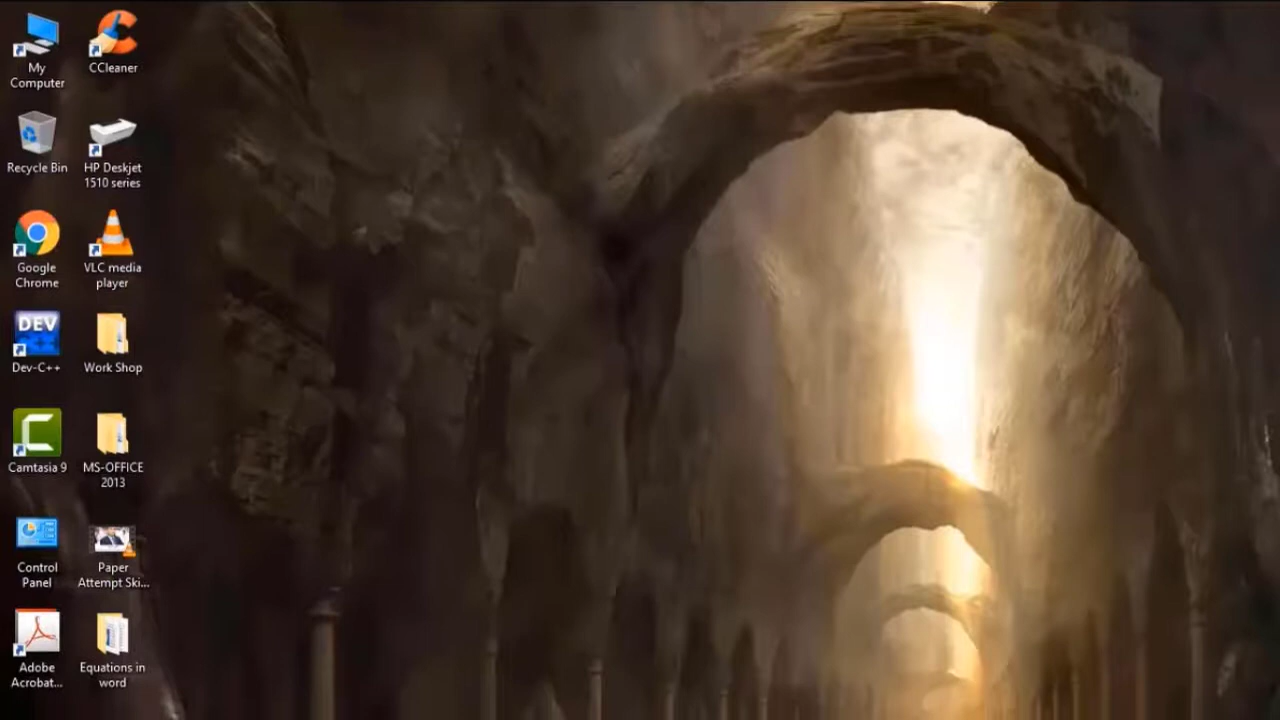 My
Computer
CCleaner
Recycle Bin
HP Deskjet
1510 series
Google
Chrome
VLC media
player
DEV
Dev-C++
Work Shop
Camtasia 9
MS-OFFICE
2013
Control
Panel
Paper
Attempt Ski...
Adobe
Acrobat...
Equations in
word